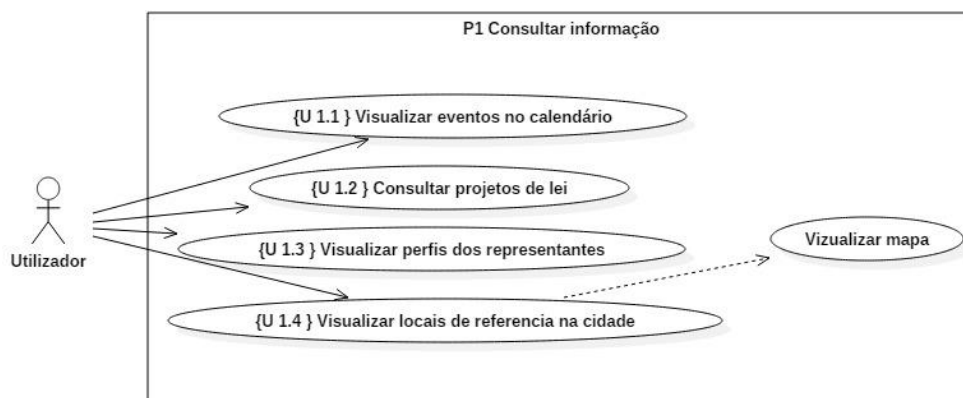 P1 Consultar informação
{U 1.1 } Visualizar eventos no calendário
{U 1.2 } Consultar projetos de lei
{U 1.3 } Visualizar perfis dos representantes
Vizualizar mapa
Utilizador
{U 1.4 } Visualizar locais de referencia na cidade